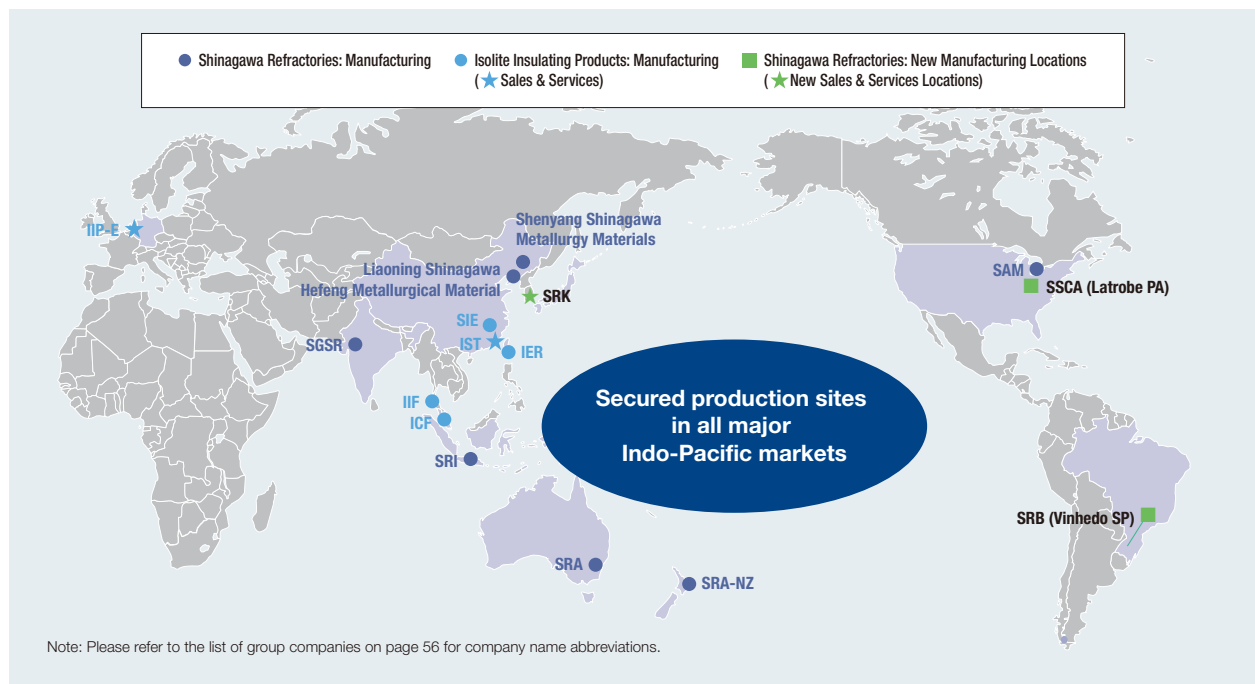 Shinagawa Refractories: Manufacturing
Isolite Insulating Products: Manufacturing
(★Sales & Services)
Shinagawa Refractories: New Manufacturing Locations
(★New Sales & Services Locations)
Shenyang Shinagawa
Metallurgy Materials
IIP-E
Liaoning Shinagawa
Hefeng Metallurgical Material
SAM
SSCA (Latrobe PA)
SRK
SIE
IST
SGSR
IER
Secured production sites
in all major
Indo-Pacific markets
IIF
ICF
SRI
SRB (Vinhedo SP)
SRA
SRA-NZ
Note: Please refer to the list of group companies on page 56 for company name abbreviations.